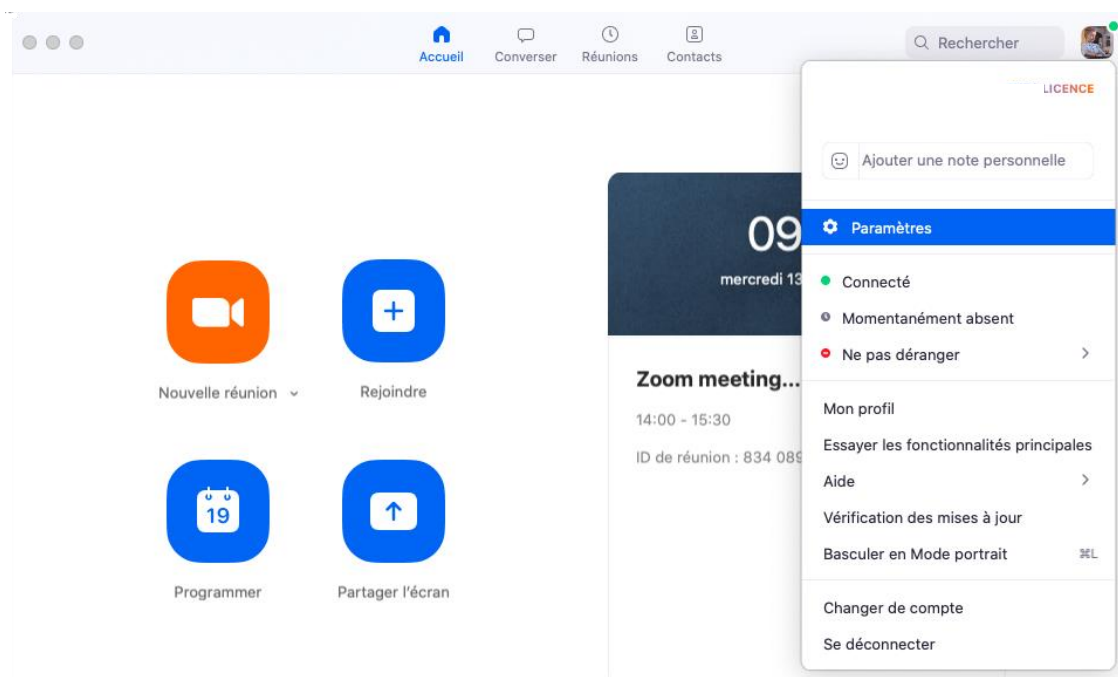 Accueil
Converser
Réunions
Contacts
Rechercher
LICENCE
Ajouter une note personnelle
Paramètres
Connecté
Momentanément absent
Ne pas déranger
Mon profil
Essayer les fonctionnalités principales
Aide
Vérification des mises à jour
Basculer en Mode portrait ⌘L
Changer de compte
Se déconnecter
09
mercredi 13
Zoom meeting...
14:00 - 15:30
ID de réunion : 834 089
Nouvelle réunion
Rejoindre
19
Programmer
Partager l'écran